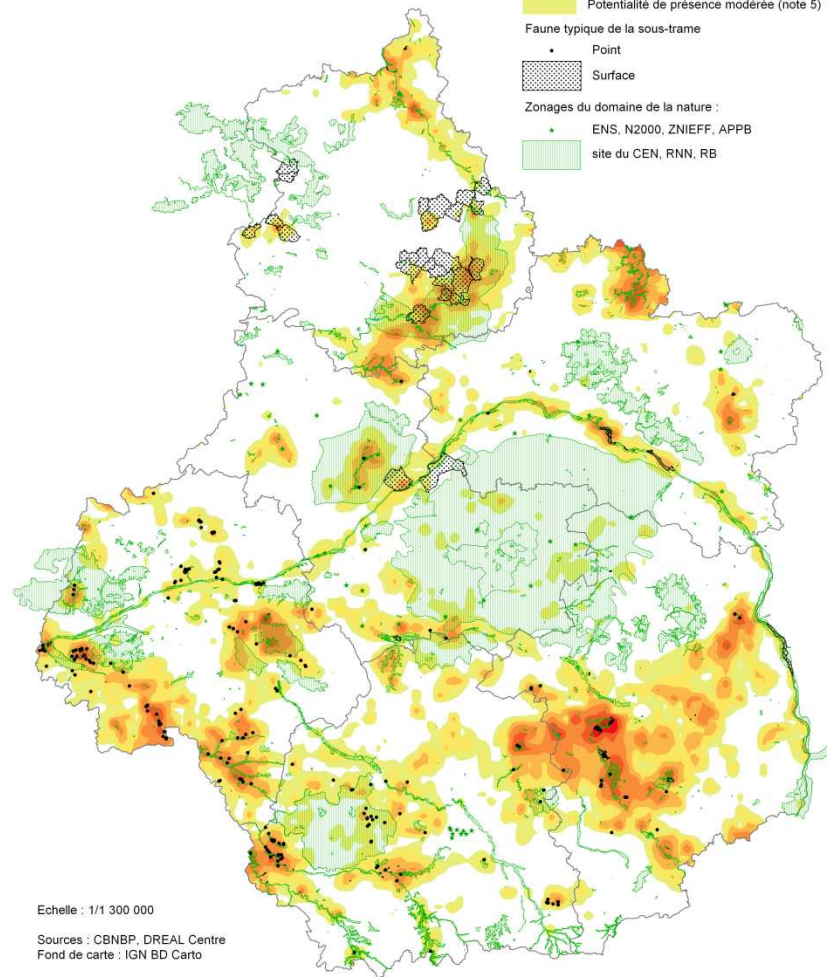 Potentialité de présence modérée (note 5)
Faune typique de la sous-trame
Point
Surface
Zonages du domaine de la nature :
ENS, N2000, ZNIEFF, APPB
site du CEN, RNN, RB
Echelle : 1/1 300 000
Sources : CBNBP, DREAL Centre
Fond de carte : IGN BD Carto